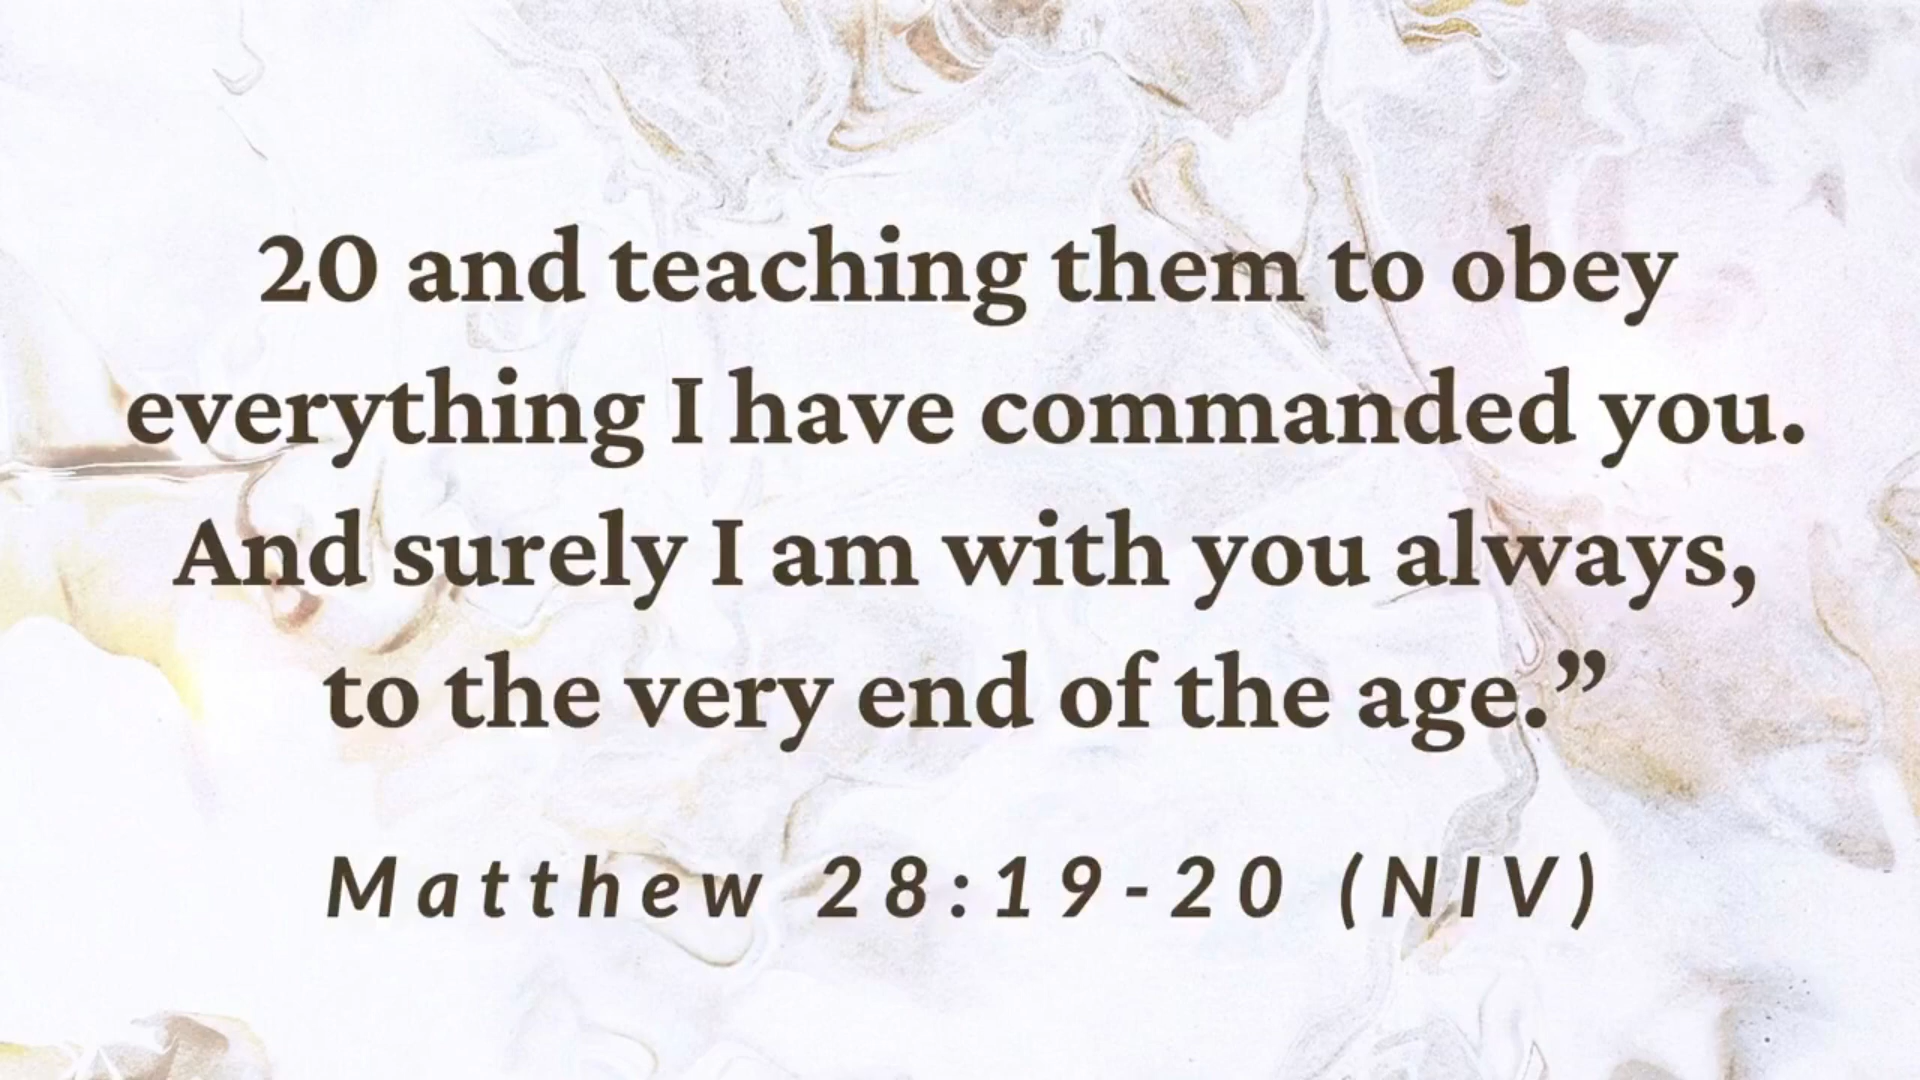 20 and teaching them to obey
everything I have commanded you.
And surely I am with you always,
to the very end of the age.”
Matthew 28:19-20 (NIV)